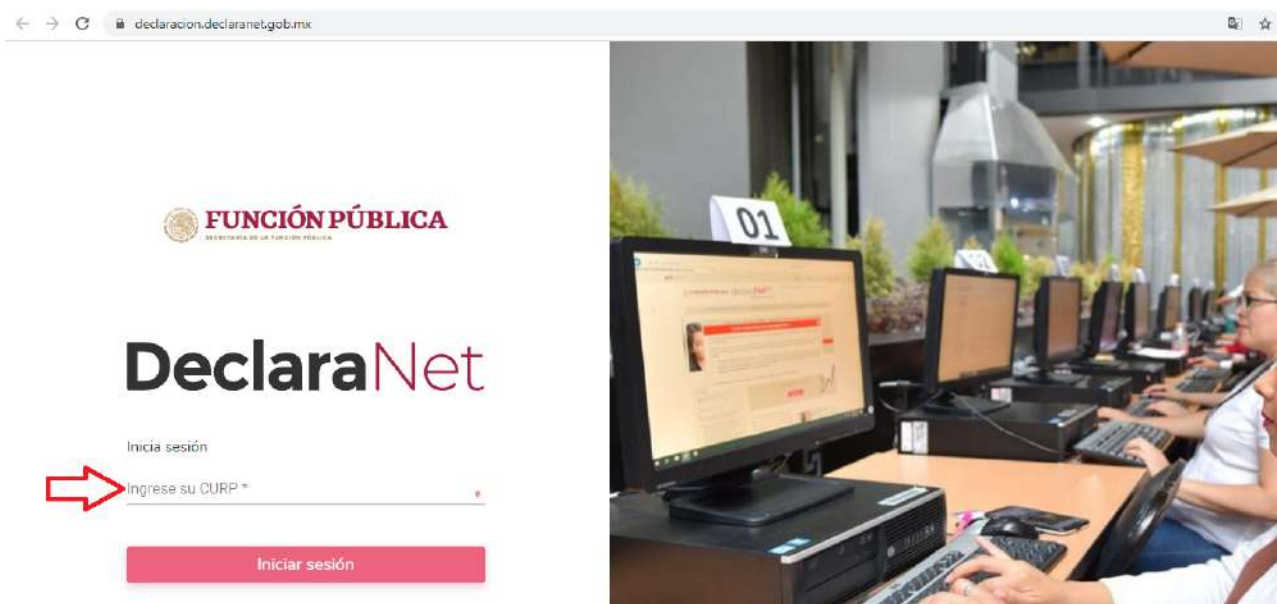 declaracion.declaranet.gob.mx
FUNCIÓN PÚBLICA
SECRETARÍA DE LA FUNCIÓN PÚBLICA
DeclaraNet
Inicia sesión
Ingrese su CURP *
Iniciar sesión
01